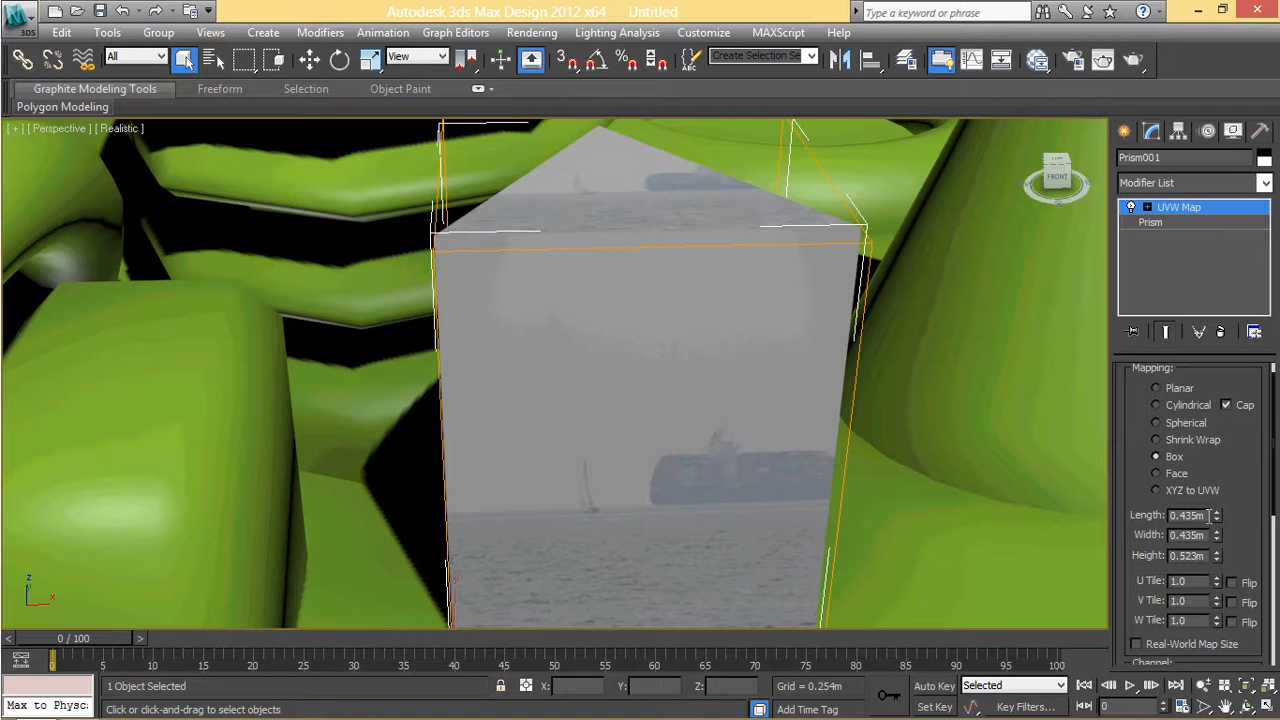 Autodesk 3ds Max Design 2012 x64 Untitled
Type a keyword or phrase
3DS
Edit Tools Group Views Create Modifiers Animation Graph Editors Rendering Lighting Analysis Customize MAXScript Help
All View 3 Create Selection Se
Graphite Modeling Tools Freeform Selection Object Paint
Polygon Modeling
[ + ] [ Perspective ] [ Realistic ]
FRONT
Prism001
Modifier List
UVW Map
Prism
Mapping:
Planar
Cylindrical Cap
Spherical
Shrink Wrap
Box
Face
XYZ to UVW
Length: 0.435m
Width: 0.435m
Height: 0.523m
U Tile: 1.0 Flip
V Tile: 1.0 Flip
W Tile: 1.0 Flip
Real-World Map Size
Channel:
z
x
0 / 100
0 5 10 15 20 25 30 35 40 45 50 55 60 65 70 75 80 85 90 95 100
1 Object Selected X: Y: Z: Grid = 0.254m Auto Key Selected
Max to Physc Click or click-and-drag to select objects Add Time Tag Set Key Key Filters... 0